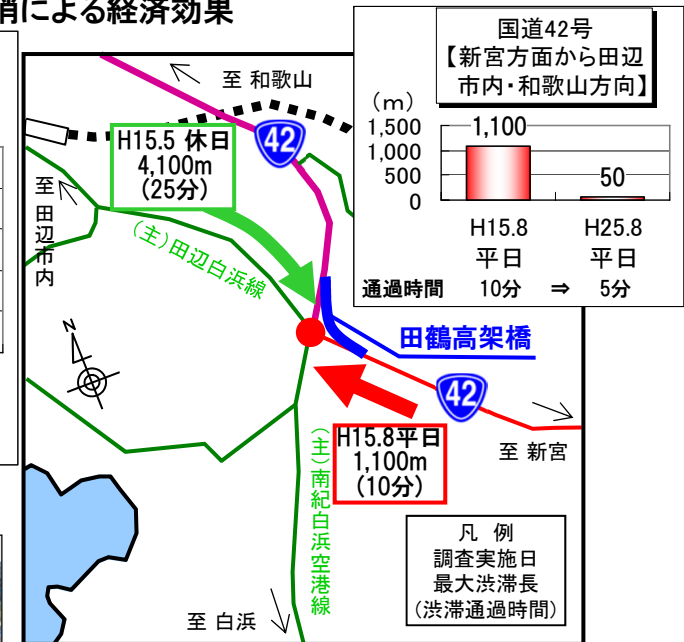 消による経済効果
国道42号
【新宮方面から田辺
市内・和歌山方向】
(m)
1,500
1,000
500
0
1,100
50
H15.8
平日
H25.8
平日
通過時間 10分 ⇒ 5分
至 和歌山
42
H15.5 休日
4,100m
(25分)
至 田辺市内
(主)田辺白浜線
田鶴高架橋
N
42
至 新宮
H15.8平日
1,100m
(10分)
(主)南紀白浜空港線
至 白浜
凡 例
調査実施日
最大渋滞長
(渋滞通過時間)